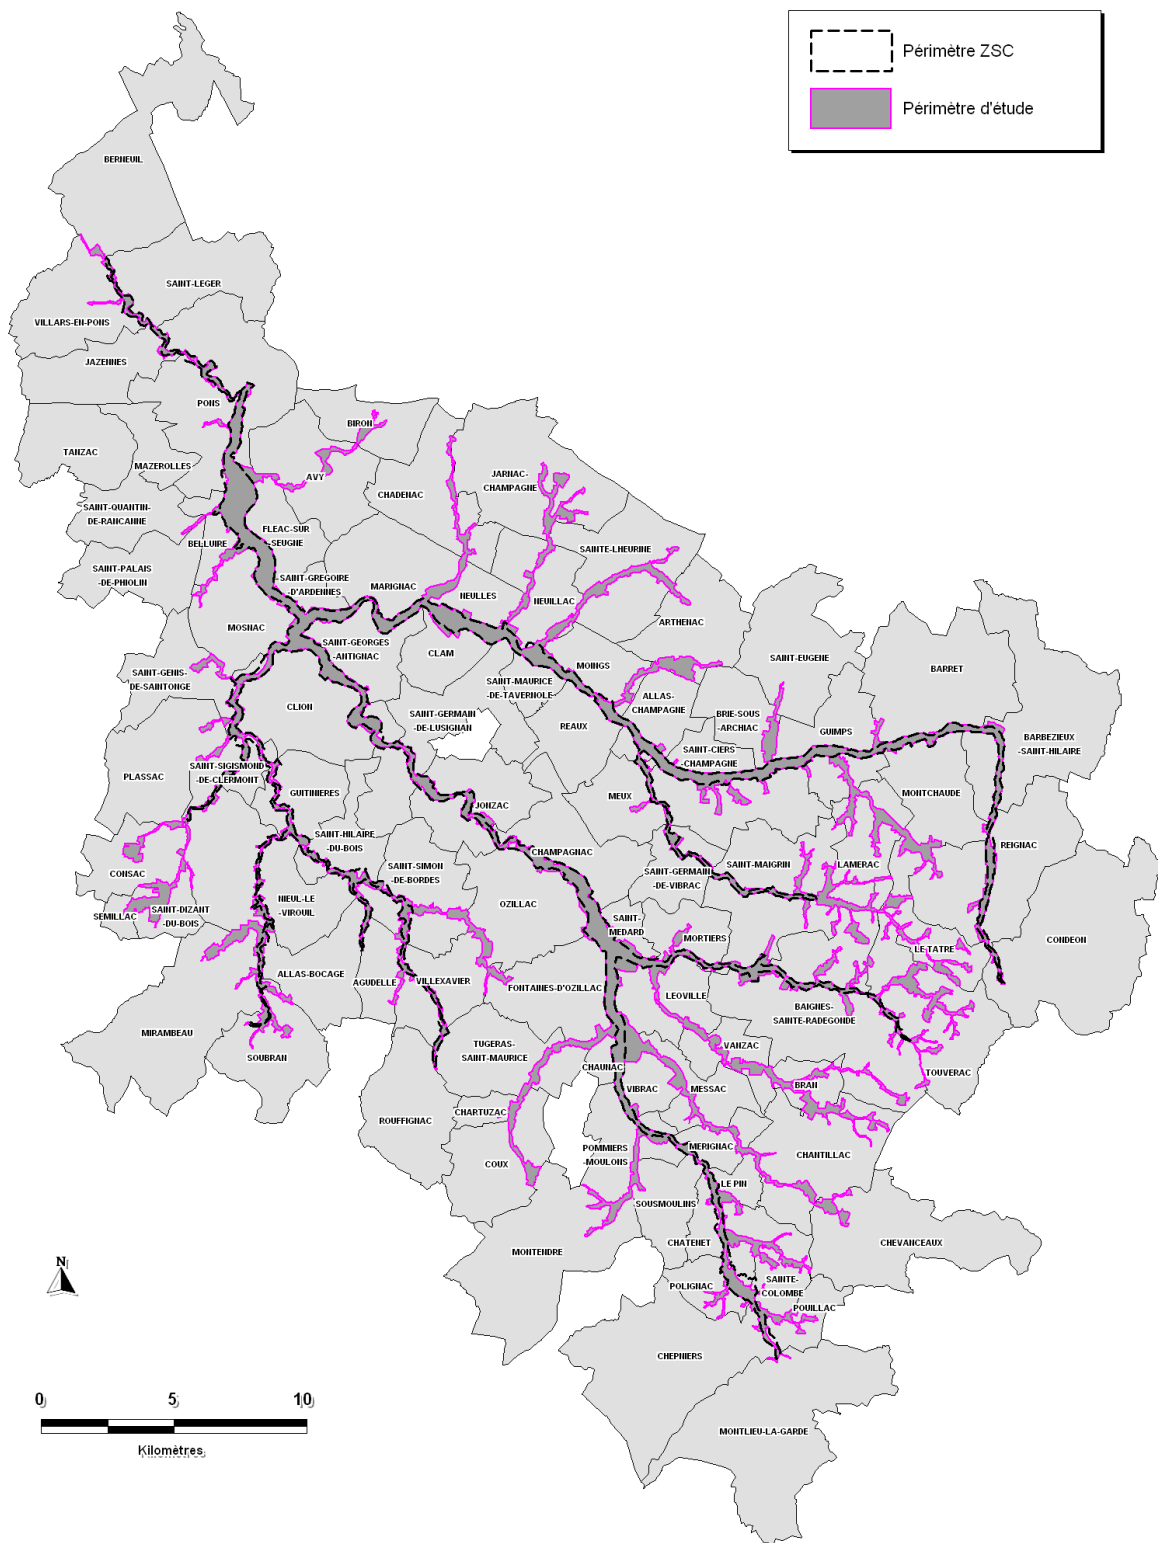 Périmètre ZSC
Périmètre d'étude
BERNEUIL
SAINT-LEGER
VILLARS-EN-PONS
JAZENNES
PONS
BIRON
TANZAC
MAZEROLLES
AVY
JARNAC-
CHAMPAGNE
CHADENAC
SAINT-QUANTIN-
DE-RANCANNE
FLEAC-SUR
-SEUGNE
BELLUIRE
SAINTE-LHEURINE
SAINT-PALAIS
-DE-PHIOLIN
SAINT-GREGOIRE
-D'ARDENNES
MARIGNAC
NEULLES
NEUILLAC
ARTHENAC
MOSNAC
SAINT-GEORGES
-ANTIGNAC
CLAM
SAINT-EUGENE
MOINGS
BARRET
SAINT-GENIS-
DE-SAINTONGE
SAINT-MAURICE
-DE-TAVERNOLE
ALLAS-
CHAMPAGNE
CLION
SAINT-GERMAIN
-DE-LUSIGNAN
REAUX
BRIE-SOUS
-ARCHIAC
GUIMPS
BARBEZIEUX
-SAINT-HILAIRE
SAINT-CIERS
-CHAMPAGNE
PLASSAC
SAINT-SIGISMOND
-DE-CLERMONT
GUITINIERES
MEUX
MONTCHAUDE
JONZAC
SAINT-HILAIRE
-DU-BOIS
REIGNAC
CHAMPAGNAC
SAINT-MAIGRIN
LAMERAC
CONSAC
SAINT-SIMON
-DE-BORDES
SAINT-GERMAIN
-DE-VIBRAC
NIEUL-LE
-VIROUIL
OZILLAC
SEMILLAC
SAINT-DIZANT
-DU-BOIS
SAINT-
MEDARD
MORTIERS
CONDEON
LE TATRE
ALLAS-BOCAGE
AGUDELLE
VILLEXAVIER
FONTAINES-D'OZILLAC
LEOVILLE
BAIGNES-
SAINTE-RADEGONDE
MIRAMBEAU
SOUBRAN
TUGERAS-
SAINT-MAURICE
VANZAC
CHAUNAC
TOUVERAC
VIBRAC
MESSAC
BRAN
CHARTUZAC
ROUFFIGNAC
POMMIERS
-MOULONS
MERIGNAC
CHANTILLAC
COUX
LE PIN
SOUSMOULINS
MONTENDRE
CHATENET
CHEVANCEAUX
N
POLIGNAC
SAINTE-
COLOMBE
POUILLAC
CHEPNIERS
0 5 10
Kilomètres
MONTLIEU-LA-GARDE